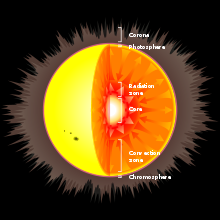 Corona
Photosphere
Radiation
zone
Core
Convection
zone
Chromosphere